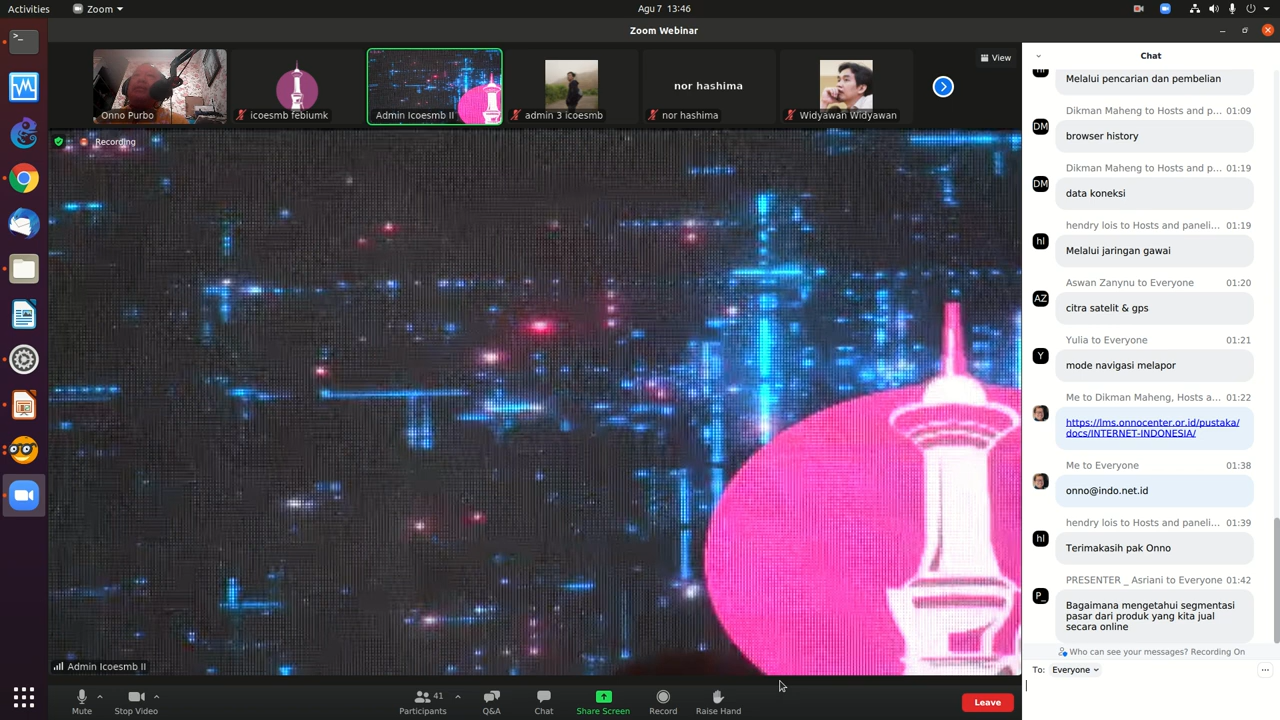 Activities
Zoom
Agu 7 13:46
Zoom Webinar
Onno Purbo
icoesmb febiumk
Admin Icoesmb II
admin 3 icoesmb
nor hashima
nor hashima
Widyawan Widyawan
View
Recording
Admin Icoesmb II
Mute
Stop Video
41
Participants
Q&A
Chat
Share Screen
Record
Raise Hand
Leave
Chat
hl
Melalui pencarian dan pembelian
Dikman Maheng to Hosts and p... 01:09
DM
browser history
Dikman Maheng to Hosts and p... 01:19
DM
data koneksi
hendry lois to Hosts and paneli... 01:19
hl
Melalui jaringan gawai
Aswan Zanynu to Everyone 01:20
AZ
citra satelit & gps
Yulia to Everyone 01:21
Y
mode navigasi melapor
Me to Dikman Maheng, Hosts a... 01:22
https://lms.onnocenter.or.id/pustaka/
docs/INTERNET-INDONESIA/
Me to Everyone 01:38
onno@indo.net.id
hendry lois to Hosts and paneli... 01:39
hl
Terimakasih pak Onno
PRESENTER _ Asriani to Everyone 01:42
P_
Bagaimana mengetahui segmentasi
pasar dari produk yang kita jual
secara online
Who can see your messages? Recording On
To: Everyone